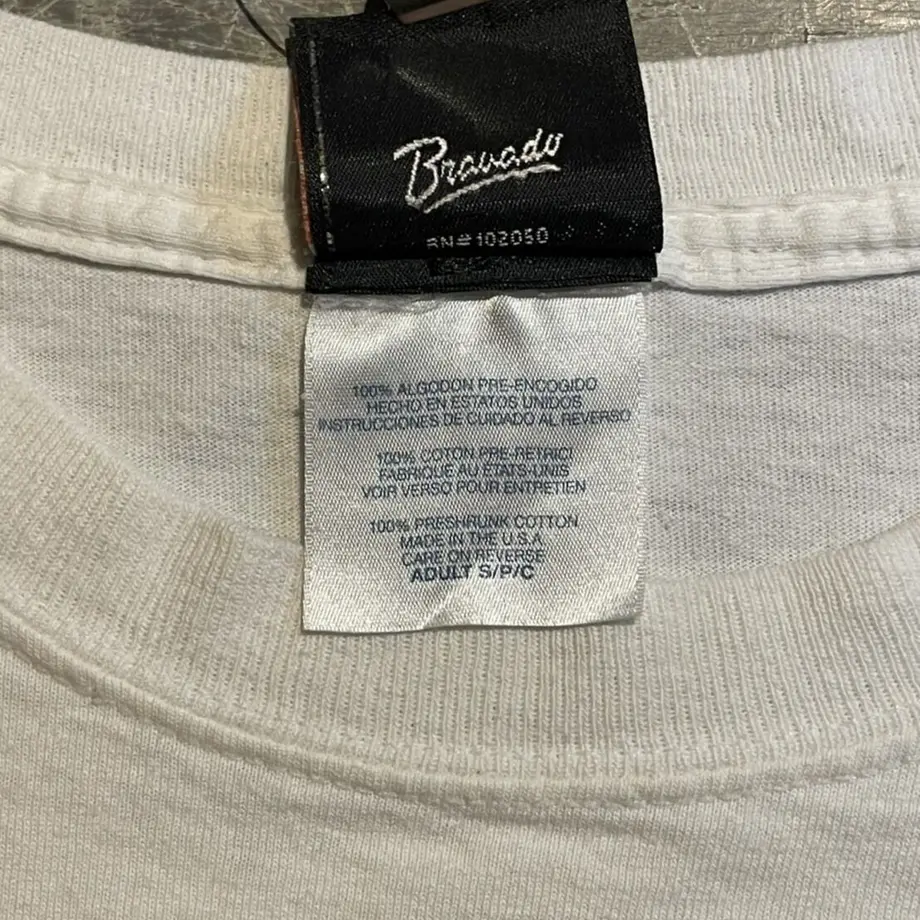 Bravado
RN#102050
100% ALGODON PRE-ENCOGIDO
HECHO EN ESTATOS UNIDOS
INSTRUCCIONES DE CUIDADO AL REVERSO
100% COTON PRE-RETRICI
FABRIQUE AU ETATS-UNIS
VOIR VERSO POUR ENTRETIEN
100% PRESHRUNK COTTON
MADE IN THE U.S.A
CARE ON REVERSE
ADULT S/P/C